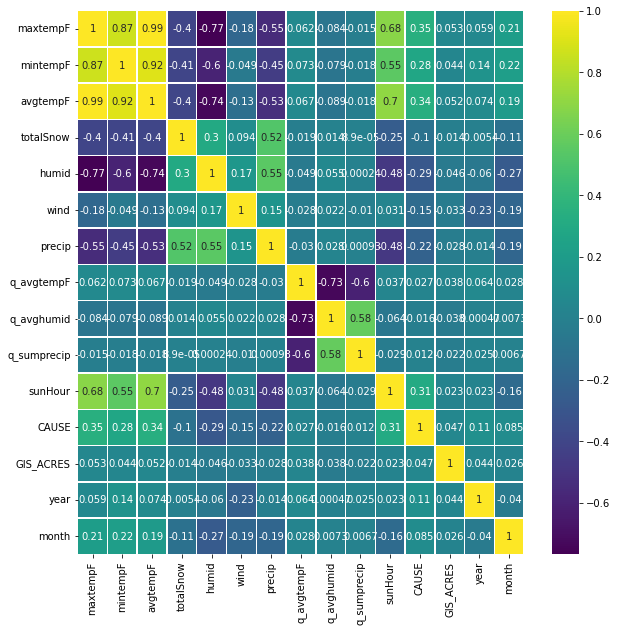 maxtempF 1 0.87 0.99 -0.4 -0.77 -0.18 -0.55 0.062 -0.084 -0.015 0.68 0.35 0.053 0.059 0.21
mintempF 0.87 1 0.92 -0.41 -0.6 -0.049 -0.45 0.073 -0.079 -0.018 0.55 0.28 0.044 0.14 0.22
avgtempF 0.99 0.92 1 -0.4 -0.74 -0.13 -0.53 0.067 -0.089 -0.018 0.7 0.34 0.052 0.074 0.19
totalSnow -0.4 -0.41 -0.4 1 0.3 0.094 0.52 -0.019 0.014 -0.25 -0.1 -0.014 -0.11
humid -0.77 -0.6 -0.74 0.3 1 0.17 0.55 -0.049 0.055 -0.48 -0.29 -0.046 -0.06 -0.27
wind -0.18 -0.049 -0.13 0.094 0.17 1 0.15 -0.028 0.022 -0.01 0.031 -0.15 -0.033 -0.23 -0.19
precip -0.55 -0.45 -0.53 0.52 0.55 0.15 1 -0.03 0.028 -0.48 -0.22 -0.028 -0.014 -0.19
q_avgtempF 0.062 0.073 0.067 -0.019 -0.049 -0.028 -0.03 1 -0.73 -0.6 0.037 0.027 0.038 0.064 0.028
q_avghumid -0.084 -0.079 -0.089 0.014 0.055 0.022 0.028 -0.73 1 0.58 -0.064 -0.016 -0.038 0.0073
q_sumprecip -0.015 -0.018 -0.018 -0.01 -0.6 0.58 1 -0.029 0.012 -0.022 0.025 0.0067
sunHour 0.68 0.55 0.7 -0.25 -0.48 0.031 -0.48 0.037 -0.064 -0.029 1 0.31 0.023 0.023 -0.16
CAUSE 0.35 0.28 0.34 -0.1 -0.29 -0.15 -0.22 0.027 -0.016 0.012 0.31 1 0.047 0.11 0.085
GIS_ACRES 0.053 0.044 0.052 -0.014 -0.046 -0.033 -0.028 0.038 -0.038 -0.022 0.023 0.047 1 0.044 0.026
year 0.059 0.14 0.074 -0.06 -0.23 -0.014 0.064 0.025 0.023 0.11 0.044 1 -0.04
month 0.21 0.22 0.19 -0.11 -0.27 -0.19 -0.19 0.028 0.0073 0.0067 -0.16 0.085 0.026 -0.04 1
maxtempF mintempF avgtempF totalSnow humid wind precip q_avgtempF q_avghumid q_sumprecip sunHour CAUSE GIS_ACRES year month
1.0
0.8
0.6
0.4
0.2
0.0
−0.2
−0.4
−0.6